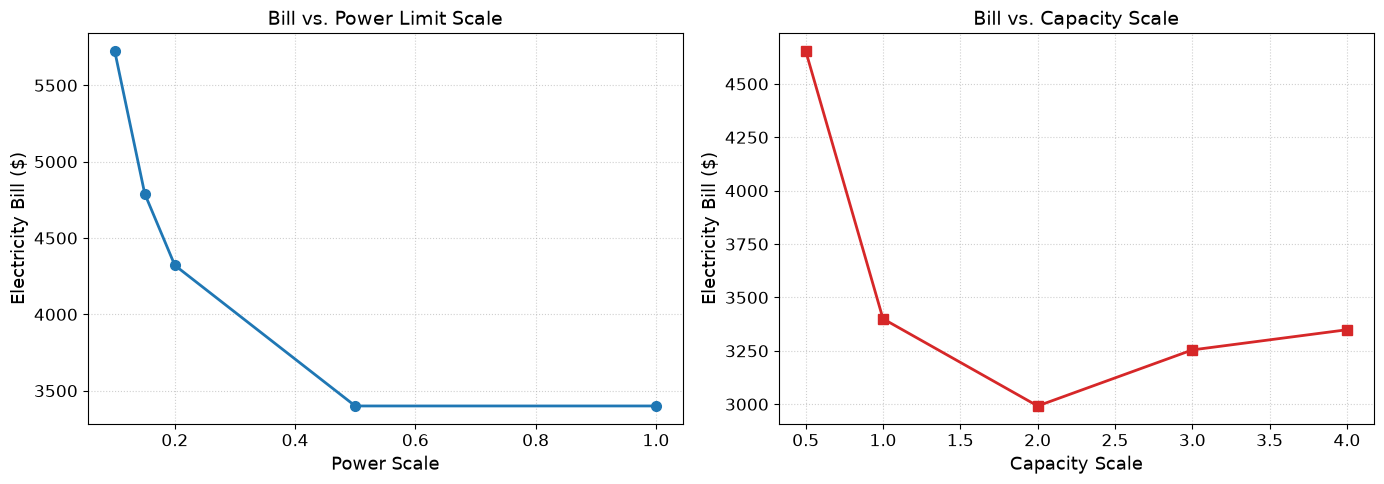 Bill vs. Power Limit Scale
Electricity Bill ($)
5500
5000
4500
4000
3500
0.2 0.4 0.6 0.8 1.0
Power Scale
Bill vs. Capacity Scale
Electricity Bill ($)
4500
4250
4000
3750
3500
3250
3000
0.5 1.0 1.5 2.0 2.5 3.0 3.5 4.0
Capacity Scale